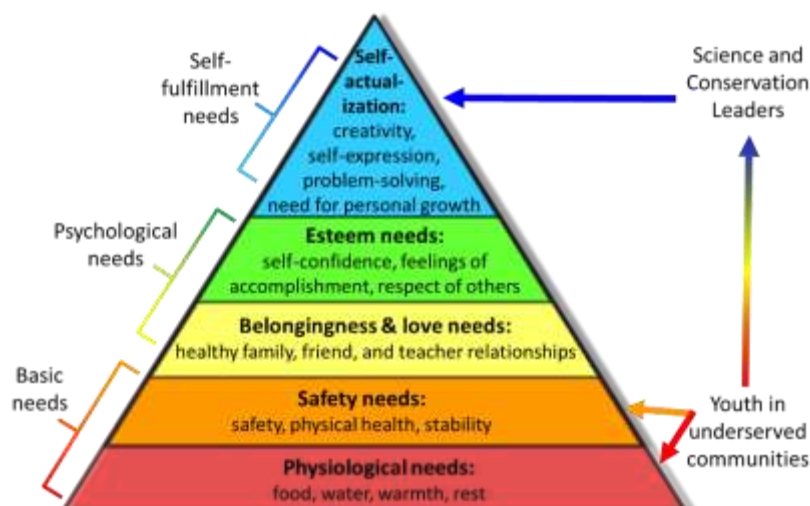 Self-
fulfillment
needs
Psychological
needs
Basic
needs
Self-
actual-
ization:
creativity,
self-expression,
problem-solving,
need for personal growth
Esteem needs:
self-confidence, feelings of
accomplishment, respect of others
Belongingness & love needs:
healthy family, friend, and teacher relationships
Safety needs:
safety, physical health, stability
Physiological needs:
food, water, warmth, rest
Science and
Conservation
Leaders
Youth in
underserved
communities